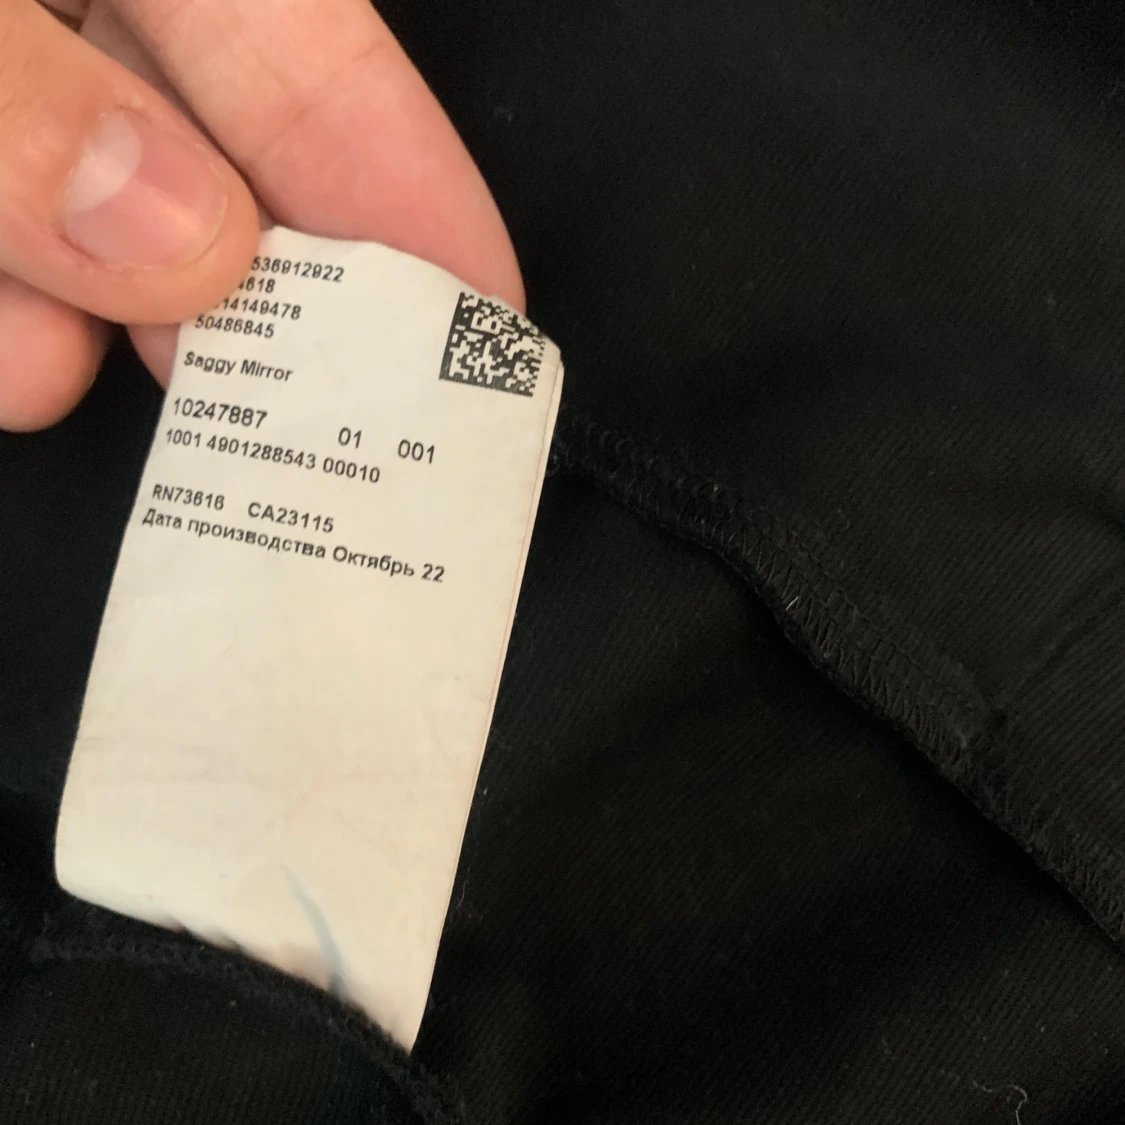 536912922
4618
14149478
50486845
Saggy Mirror
10247887 01 001
1001 4901288543 00010
RN73616 CA23115
Дата производства Октябрь 22